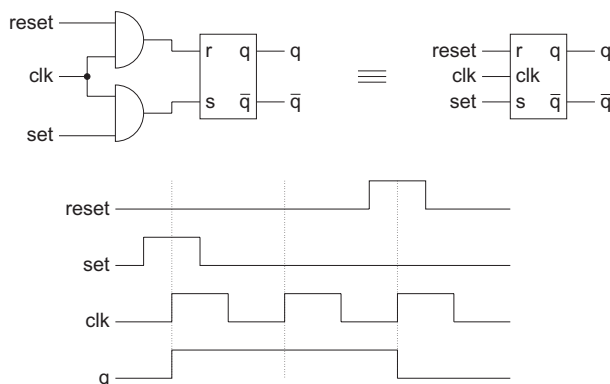 reset
clk
set
r q
s q̅
q
q̅
≡
reset
clk
set
r q
clk
s q̅
q
q̅
reset
set
clk
q